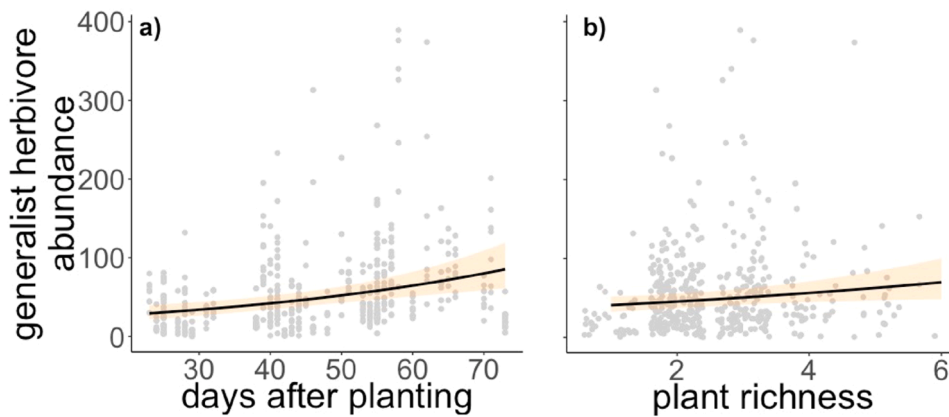 generalist herbivore
abundance
a)
400
300
200
100
0
30 40 50 60 70
days after planting
b)
2 4 6
plant richness